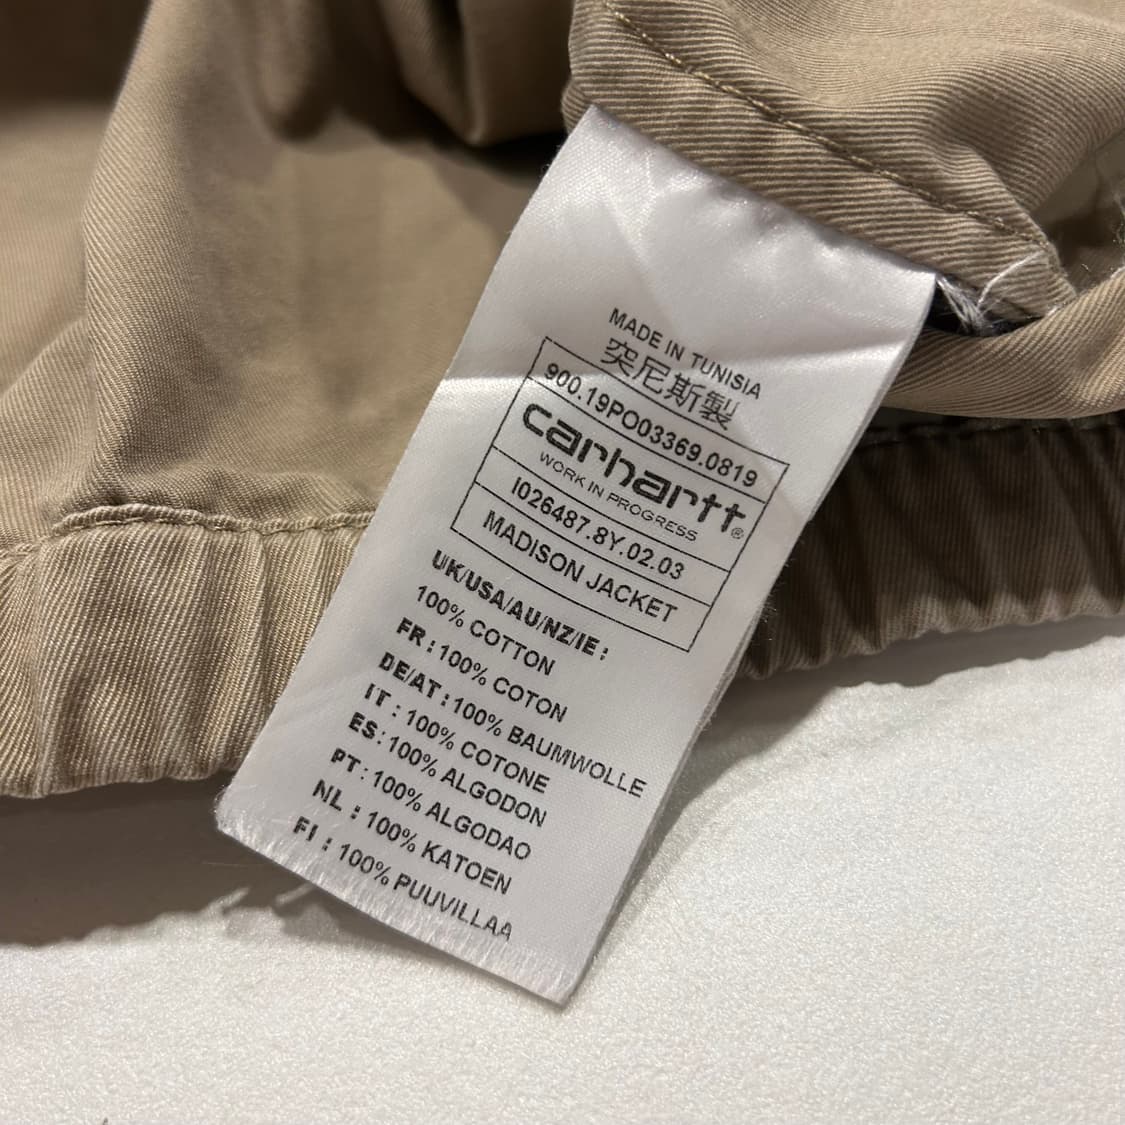 MADE IN TUNISIA
突尼斯製
900.19PO03369.0819
carhartt®
WORK IN PROGRESS
I026487.8Y.02.03
MADISON JACKET
UK/USA/AU/NZ/IE :
100% COTTON
FR : 100% COTON
DE/AT : 100% BAUMWOLLE
IT : 100% COTONE
ES : 100% ALGODON
PT : 100% ALGODAO
NL : 100% KATOEN
FI : 100% PUUVILLAA